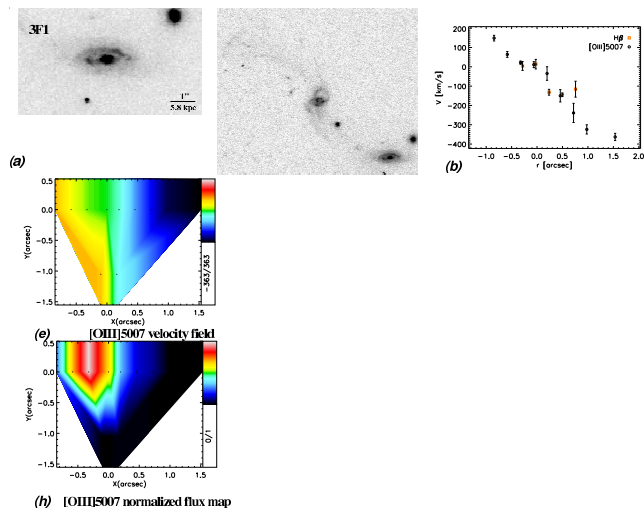 3F1
1"
5.8 kpc
(a)
200
100
0
-100
-200
-300
-400
V [km/s]
Hβ
[OIII]5007
-1.0 -0.5 0.0 0.5 1.0 1.5 2.0
r [arcsec]
(b)
0.5
0.0
-0.5
-1.0
-1.5
Y(arcsec)
-363/363
-0.5 0.0 0.5 1.0 1.5
X(arcsec)
(e) [OIII]5007 velocity field
0.5
0.0
-0.5
-1.0
-1.5
Y(arcsec)
0/1
-0.5 0.0 0.5 1.0 1.5
X(arcsec)
(h) [OIII]5007 normalized flux map